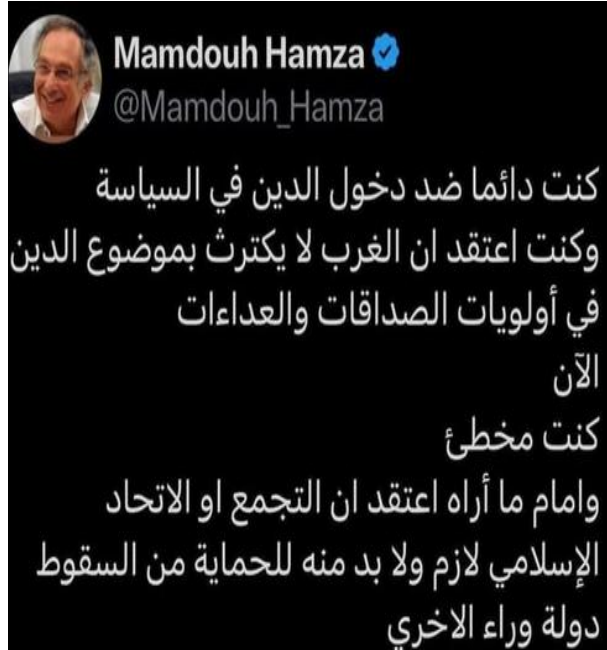 Mamdouh Hamza
@Mamdouh_Hamza
كنت دائما ضد دخول الدين في السياسة
وكنت اعتقد ان الغرب لا يكترث بموضوع الدين
في أولويات الصداقات والعداءات
الآن
كنت مخطئ
وامام ما أراه اعتقد ان التجمع او الاتحاد
الإسلامي لازم ولا بد منه للحماية من السقوط
دولة وراء الاخري